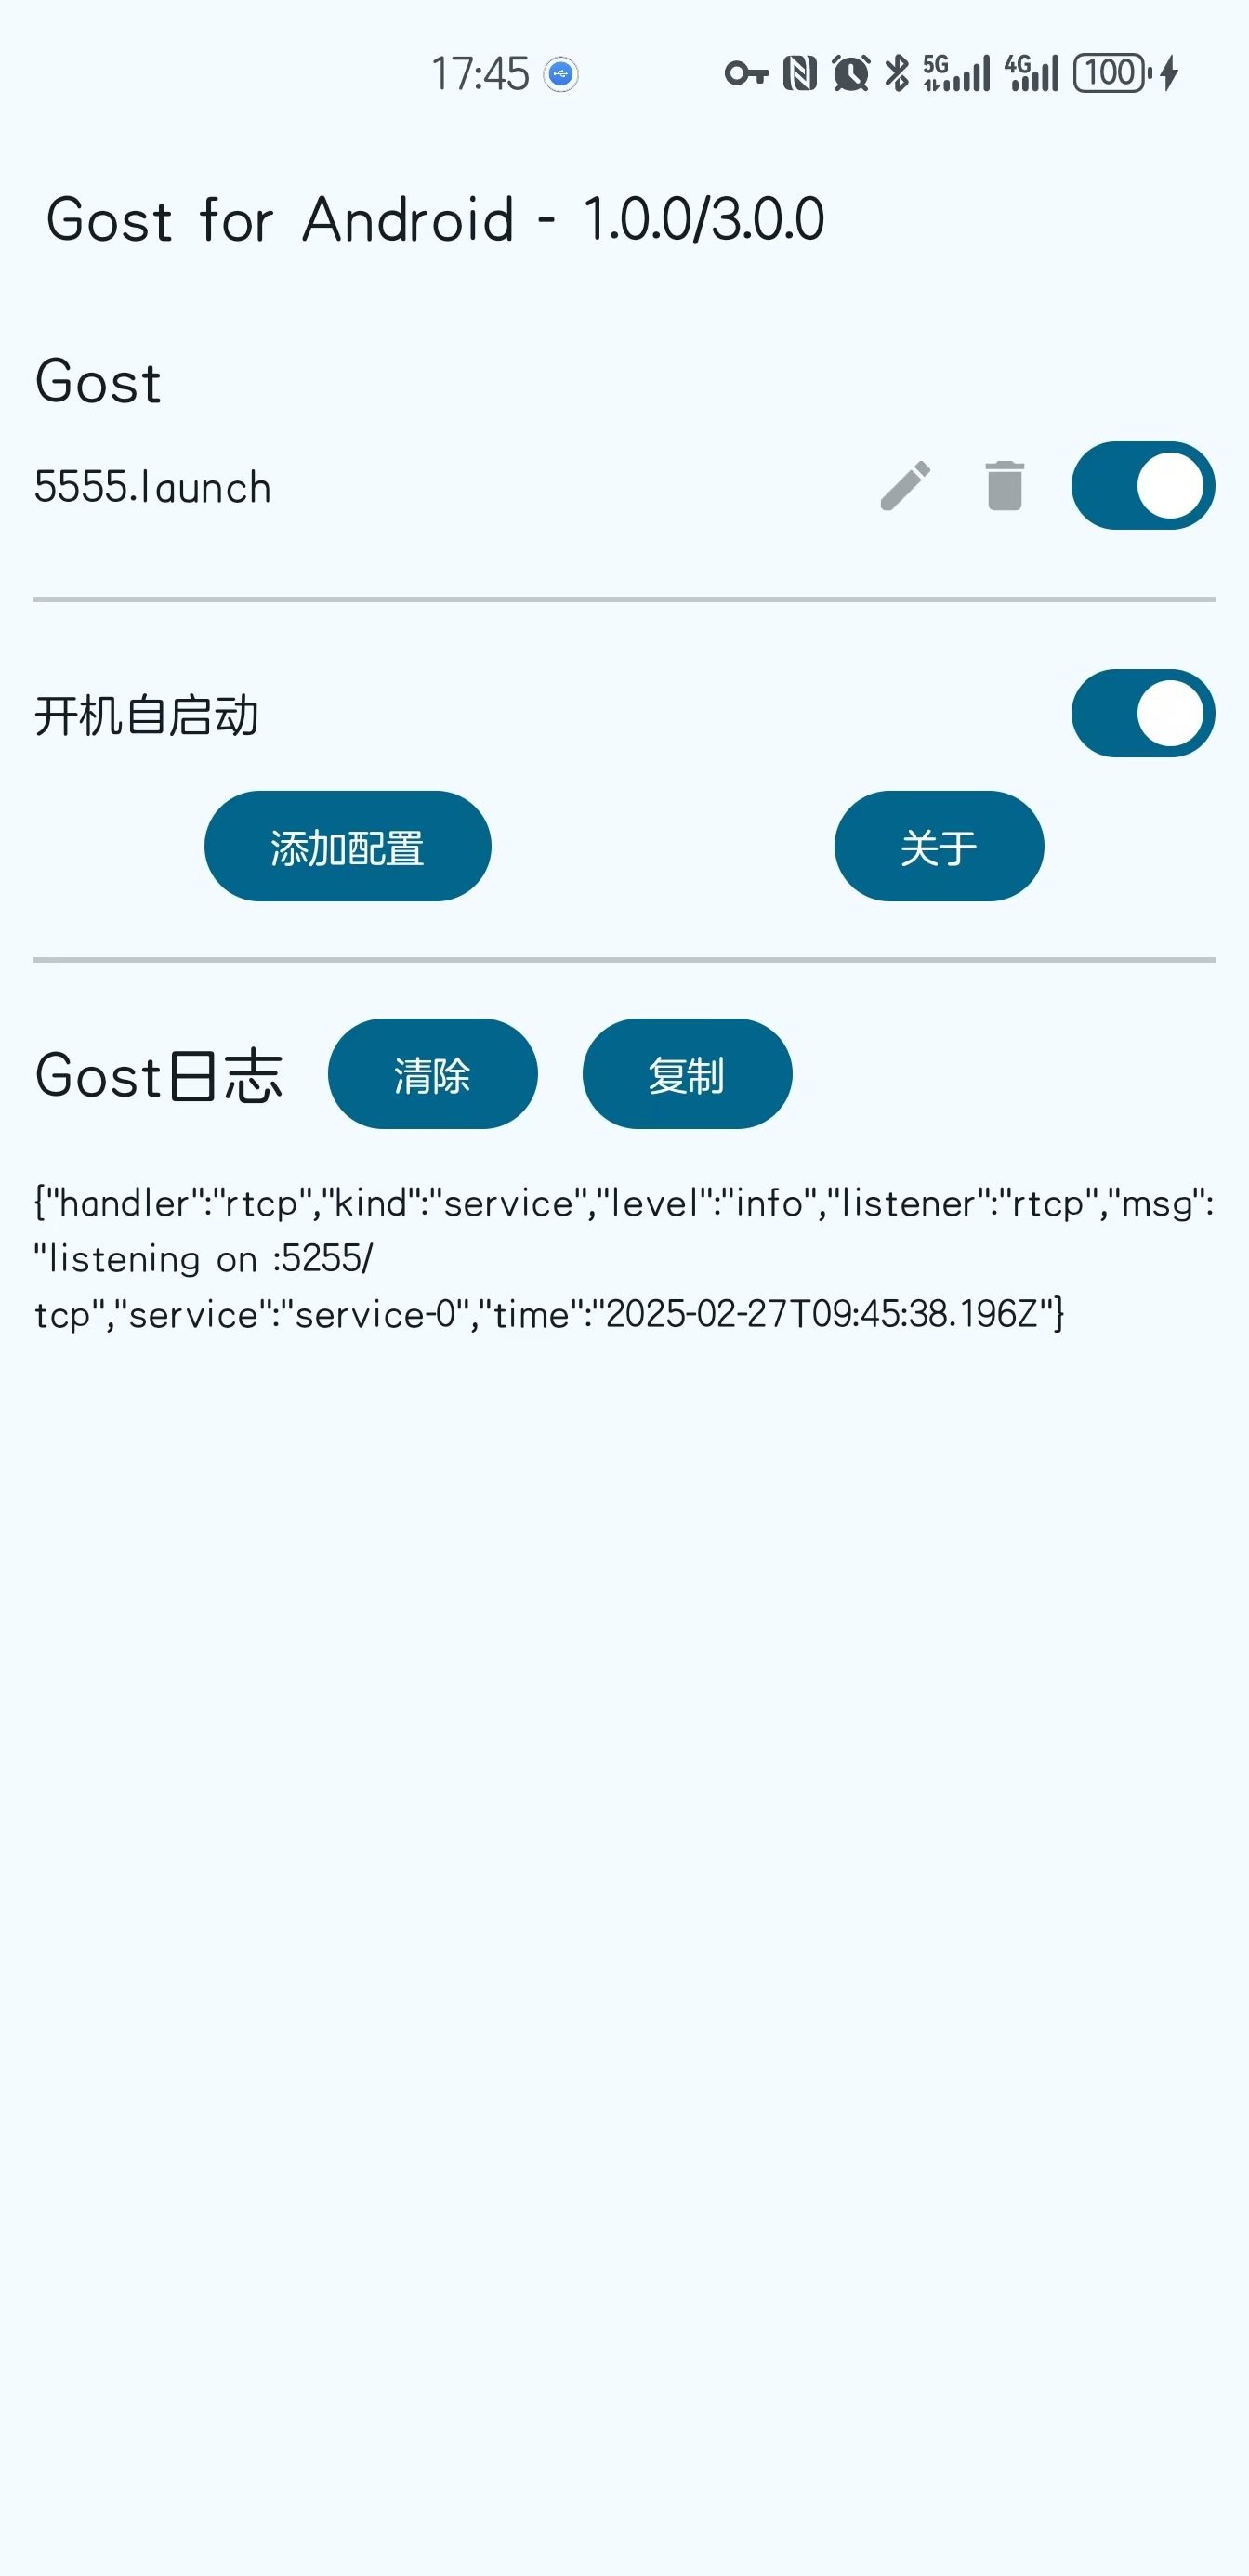 17:45 5G 4G 100
Gost for Android - 1.0.0/3.0.0
Gost
5555.launch
开机自启动
添加配置 关于
Gost日志 清除 复制
{"handler":"rtcp","kind":"service","level":"info","listener":"rtcp","msg":
"listening on :5255/
tcp","service":"service-0","time":"2025-02-27T09:45:38.196Z"}